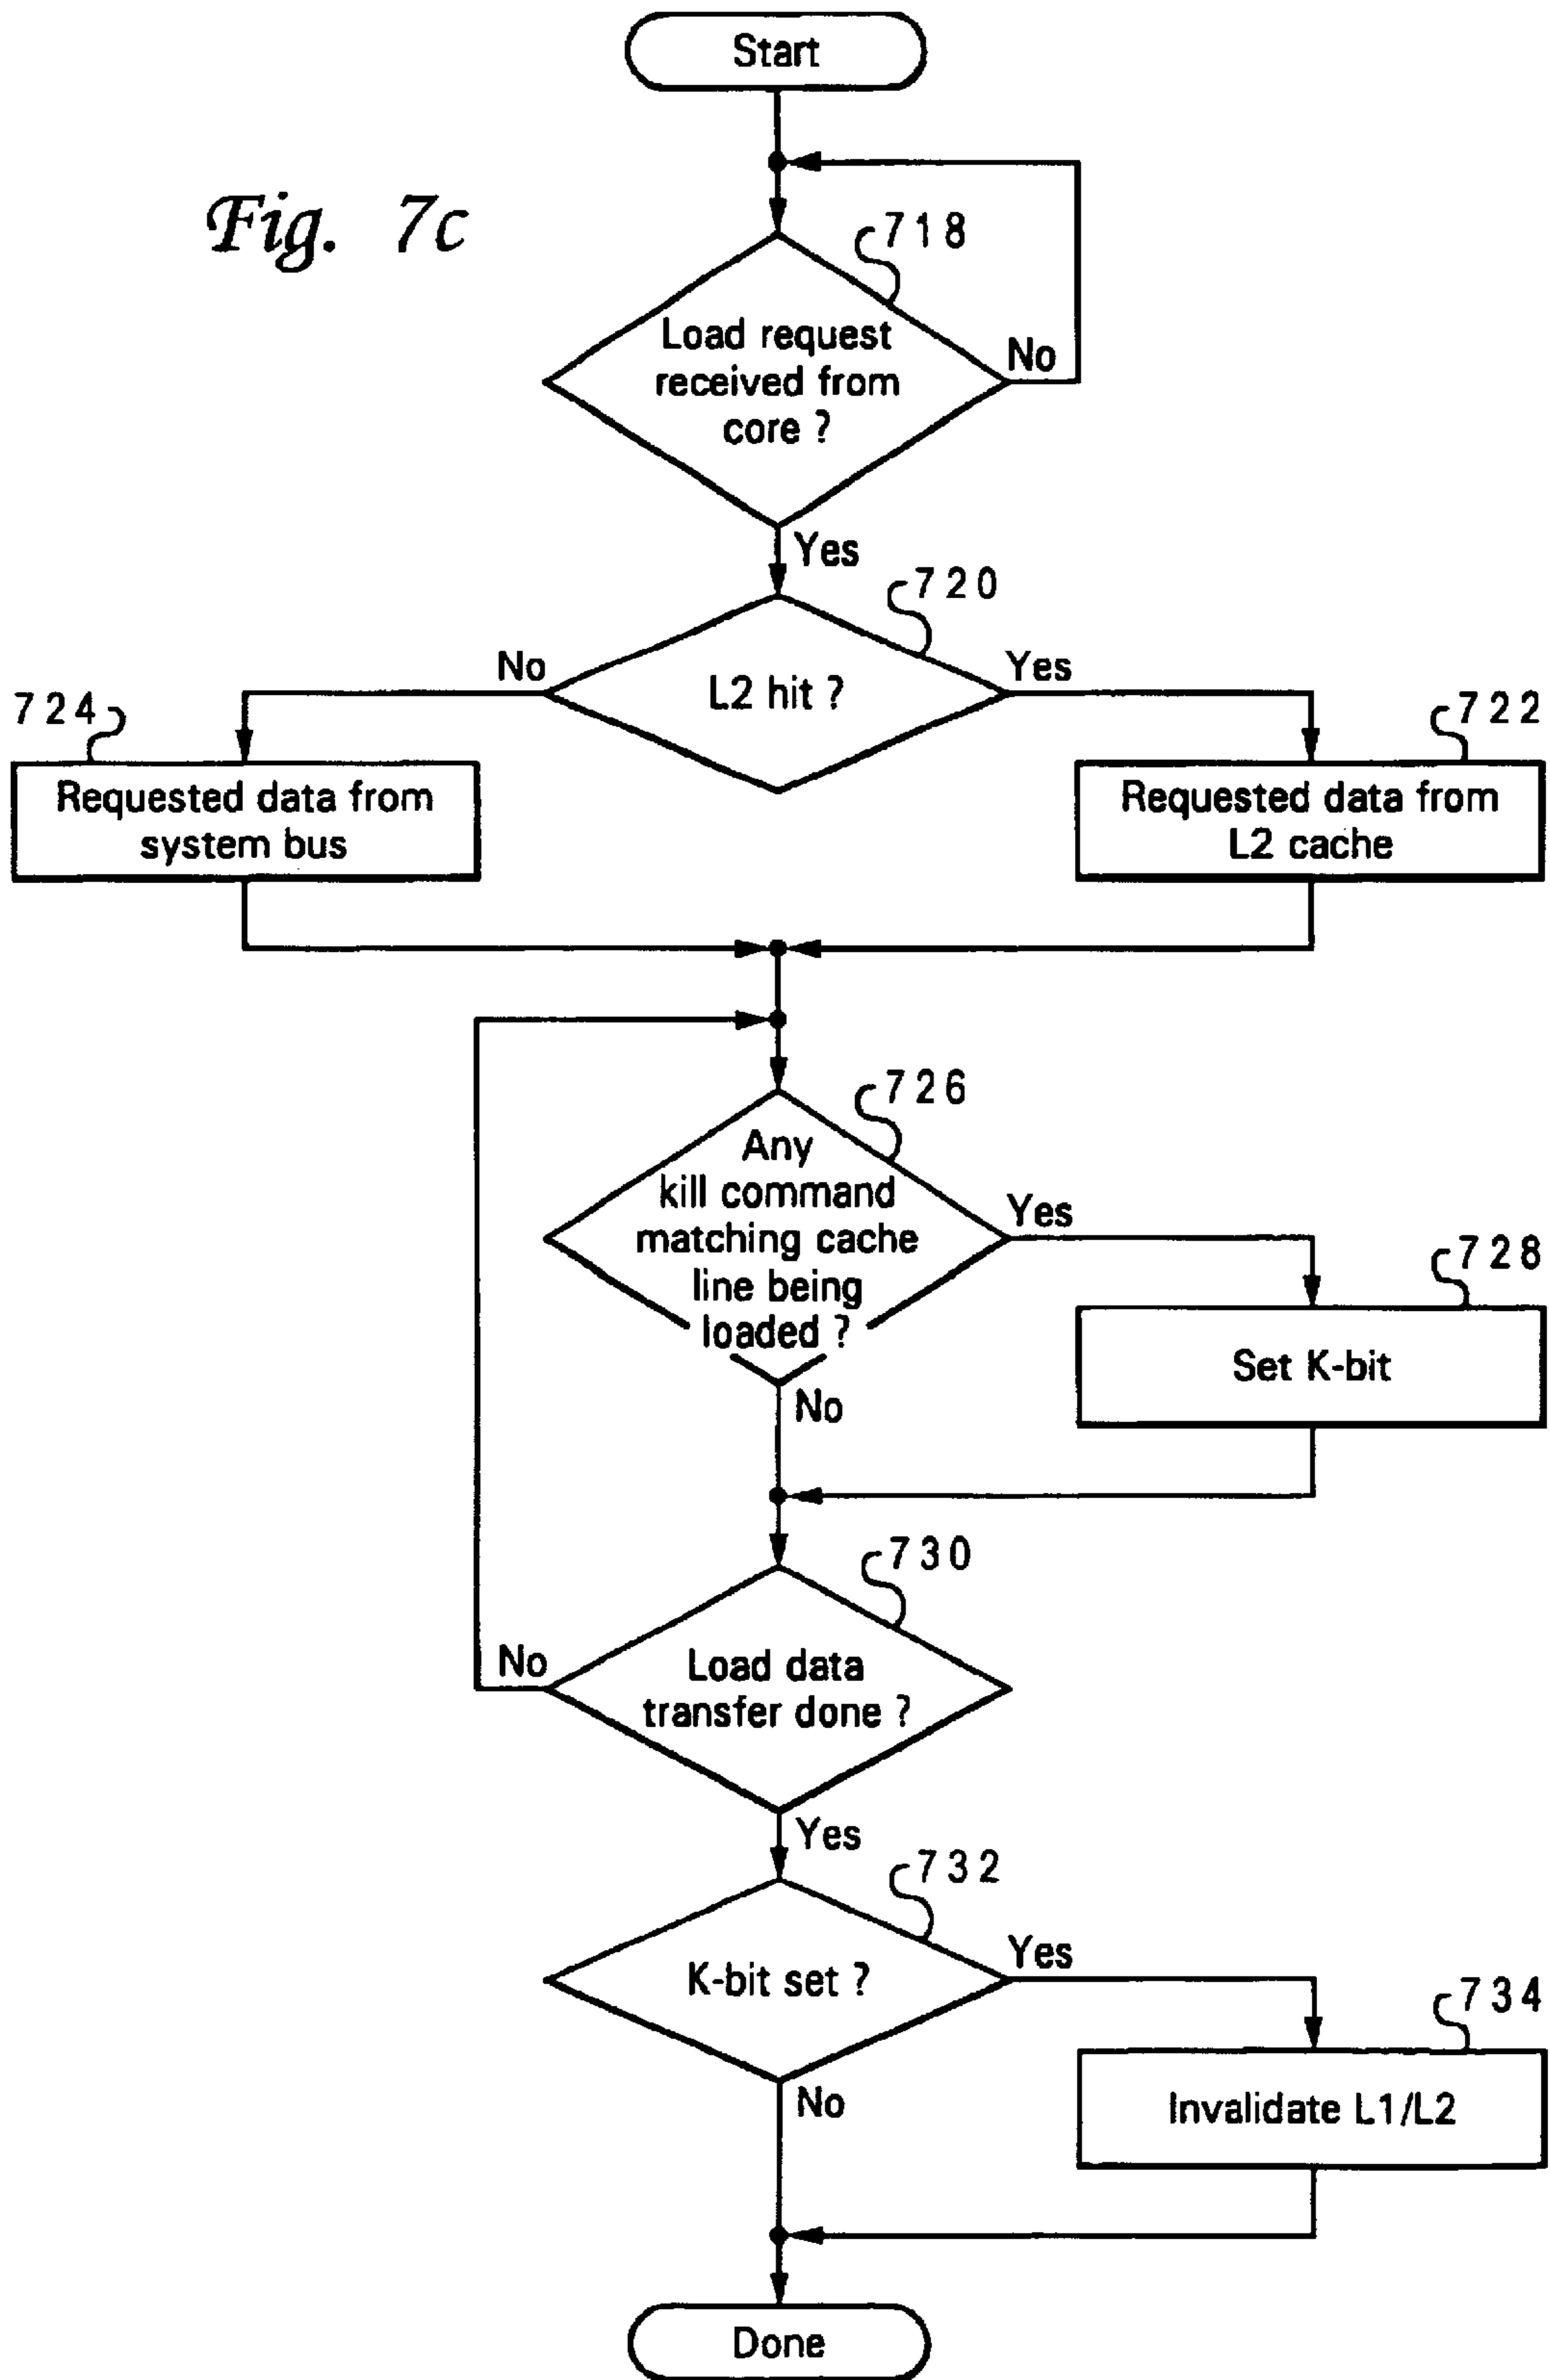 Start
Fig. 7c
718
Load request
received from
core ?
No
Yes
720
No
L2 hit ?
Yes
724
722
Requested data from
system bus
Requested data from
L2 cache
726
Any
kill command
matching cache
line being
loaded ?
Yes
728
Set K-bit
No
730
No
Load data
transfer done ?
Yes
732
K-bit set ?
Yes
734
Invalidate L1/L2
No
Done